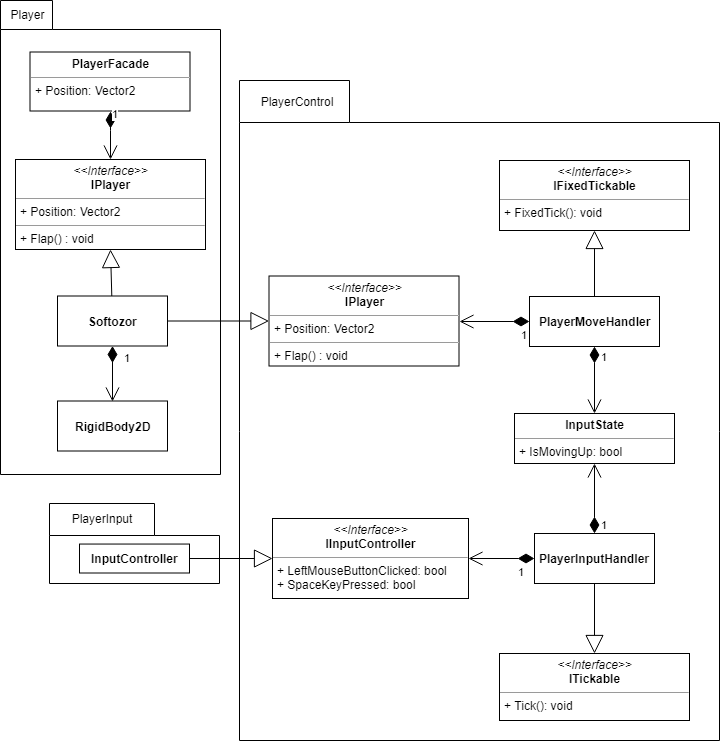 Player
PlayerFacade
+ Position: Vector2
1
<<Interface>>
IPlayer
+ Position: Vector2
+ Flap() : void
Softozor
1
RigidBody2D
PlayerControl
<<Interface>>
IFixedTickable
+ FixedTick(): void
<<Interface>>
IPlayer
+ Position: Vector2
+ Flap() : void
PlayerMoveHandler
1
1
InputState
+ IsMovingUp: bool
PlayerInput
InputController
<<Interface>>
IInputController
+ LeftMouseButtonClicked: bool
+ SpaceKeyPressed: bool
1
PlayerInputHandler
1
<<Interface>>
ITickable
+ Tick(): void